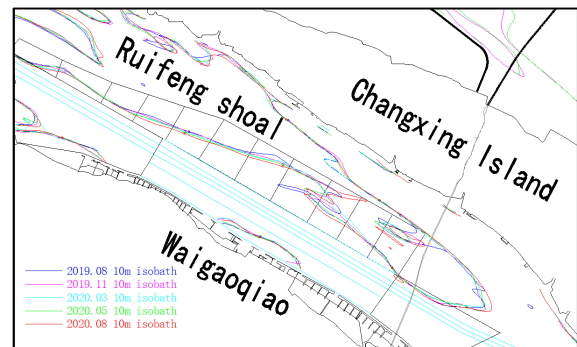 Ruifeng shoal
Changxing Island
Waigaoqiao
2019.08 10m isobath
2019.11 10m isobath
2020.03 10m isobath
2020.05 10m isobath
2020.08 10m isobath